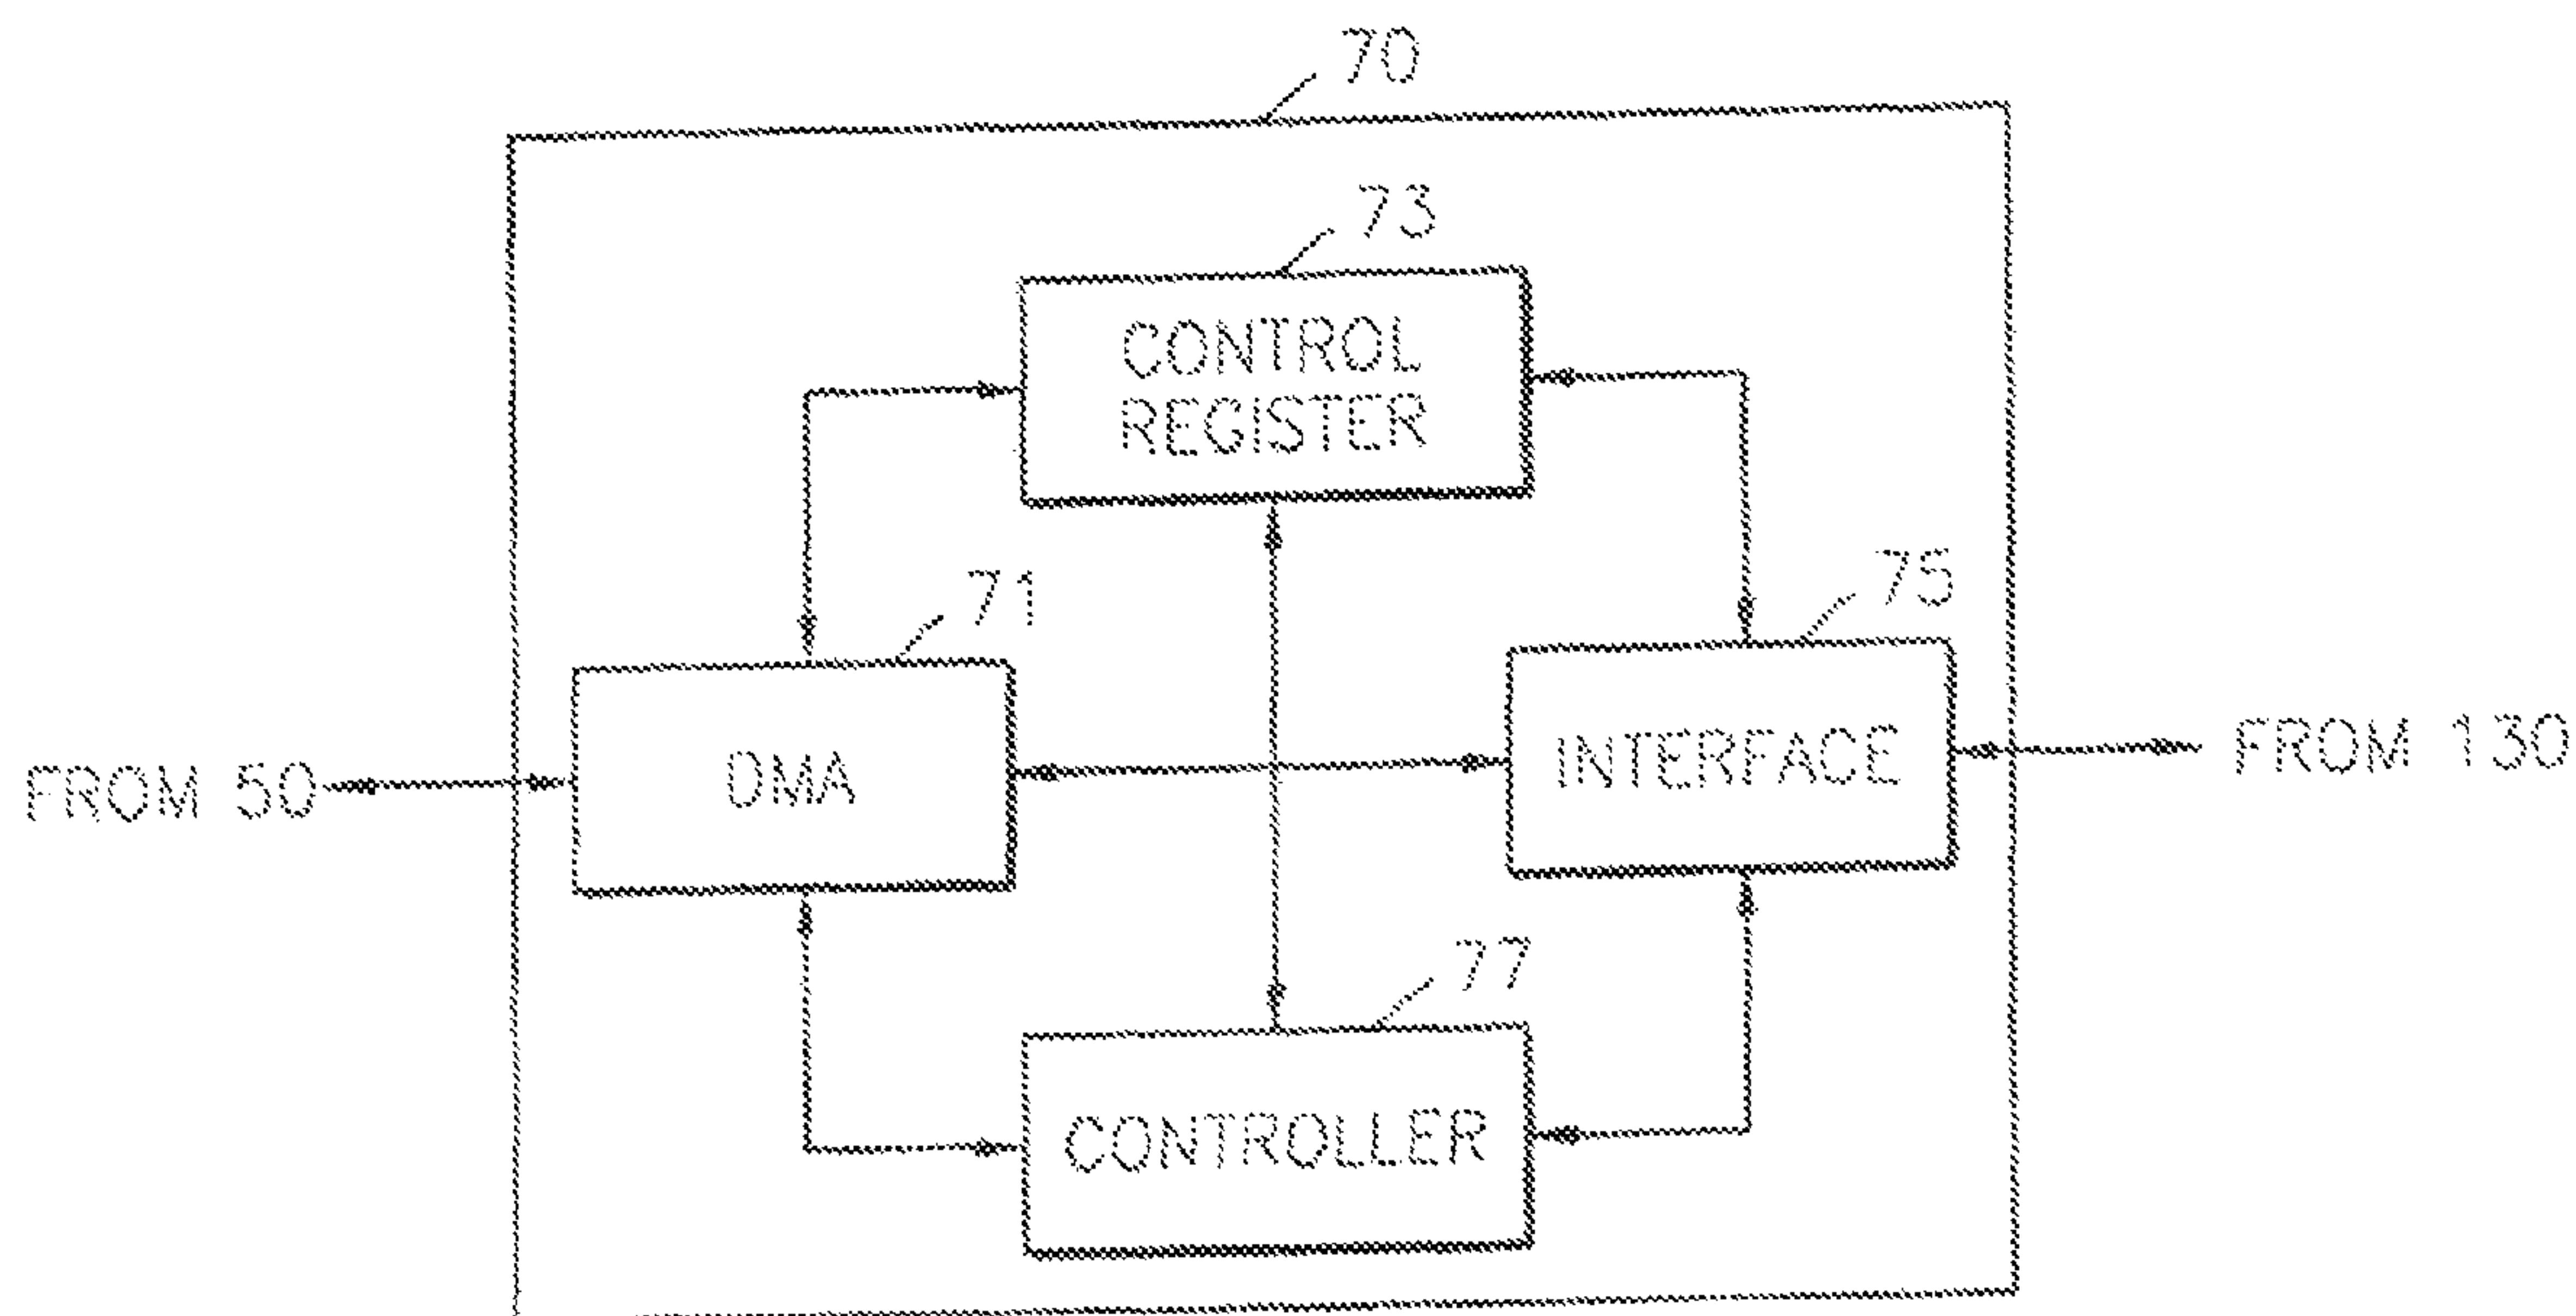 70
73
CONTROL
REGISTER
71
75
FROM 50
DMA
INTERFACE
FROM 130
77
CONTROLLER